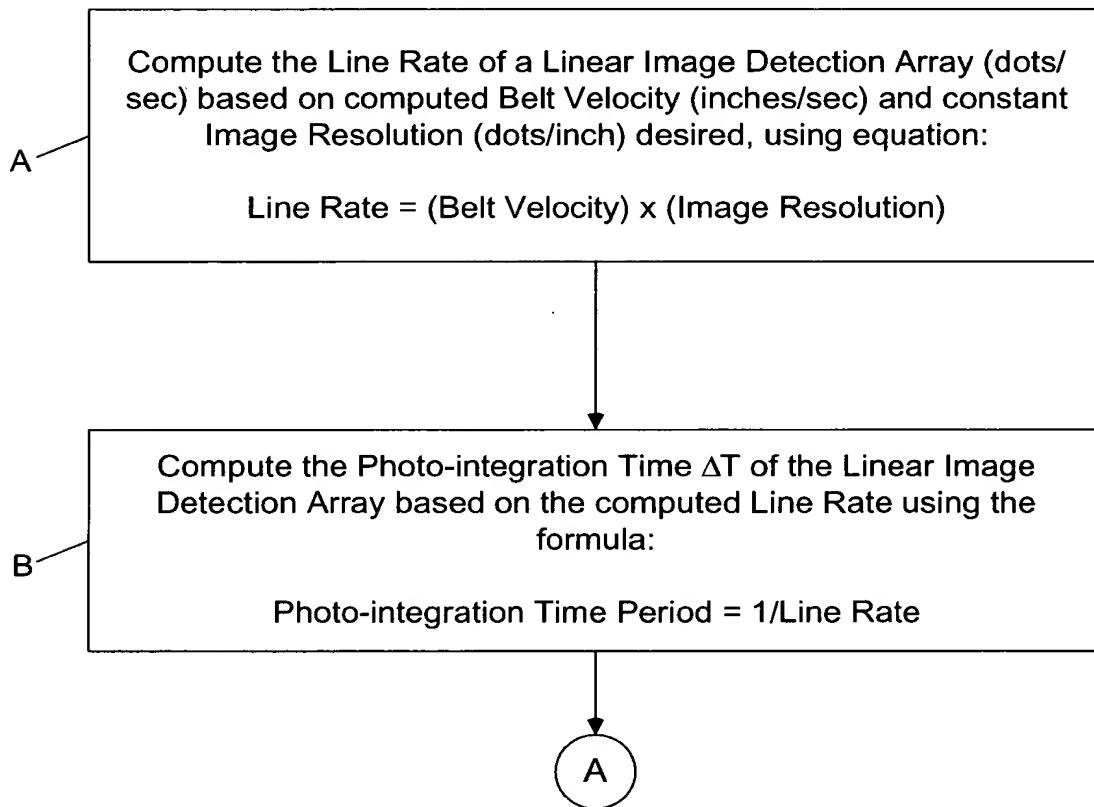 Compute the Line Rate of a Linear Image Detection Array (dots/
sec) based on computed Belt Velocity (inches/sec) and constant
Image Resolution (dots/inch) desired, using equation:
Line Rate = (Belt Velocity) x (Image Resolution)
A
Compute the Photo-integration Time ΔT of the Linear Image
Detection Array based on the computed Line Rate using the
formula:
Photo-integration Time Period = 1/Line Rate
B
A